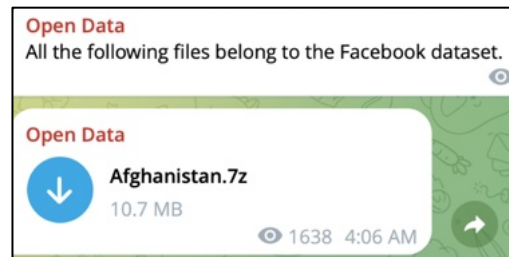 Open Data
All the following files belong to the Facebook dataset.
Open Data
Afghanistan.7z
10.7 MB
1638 4:06 AM